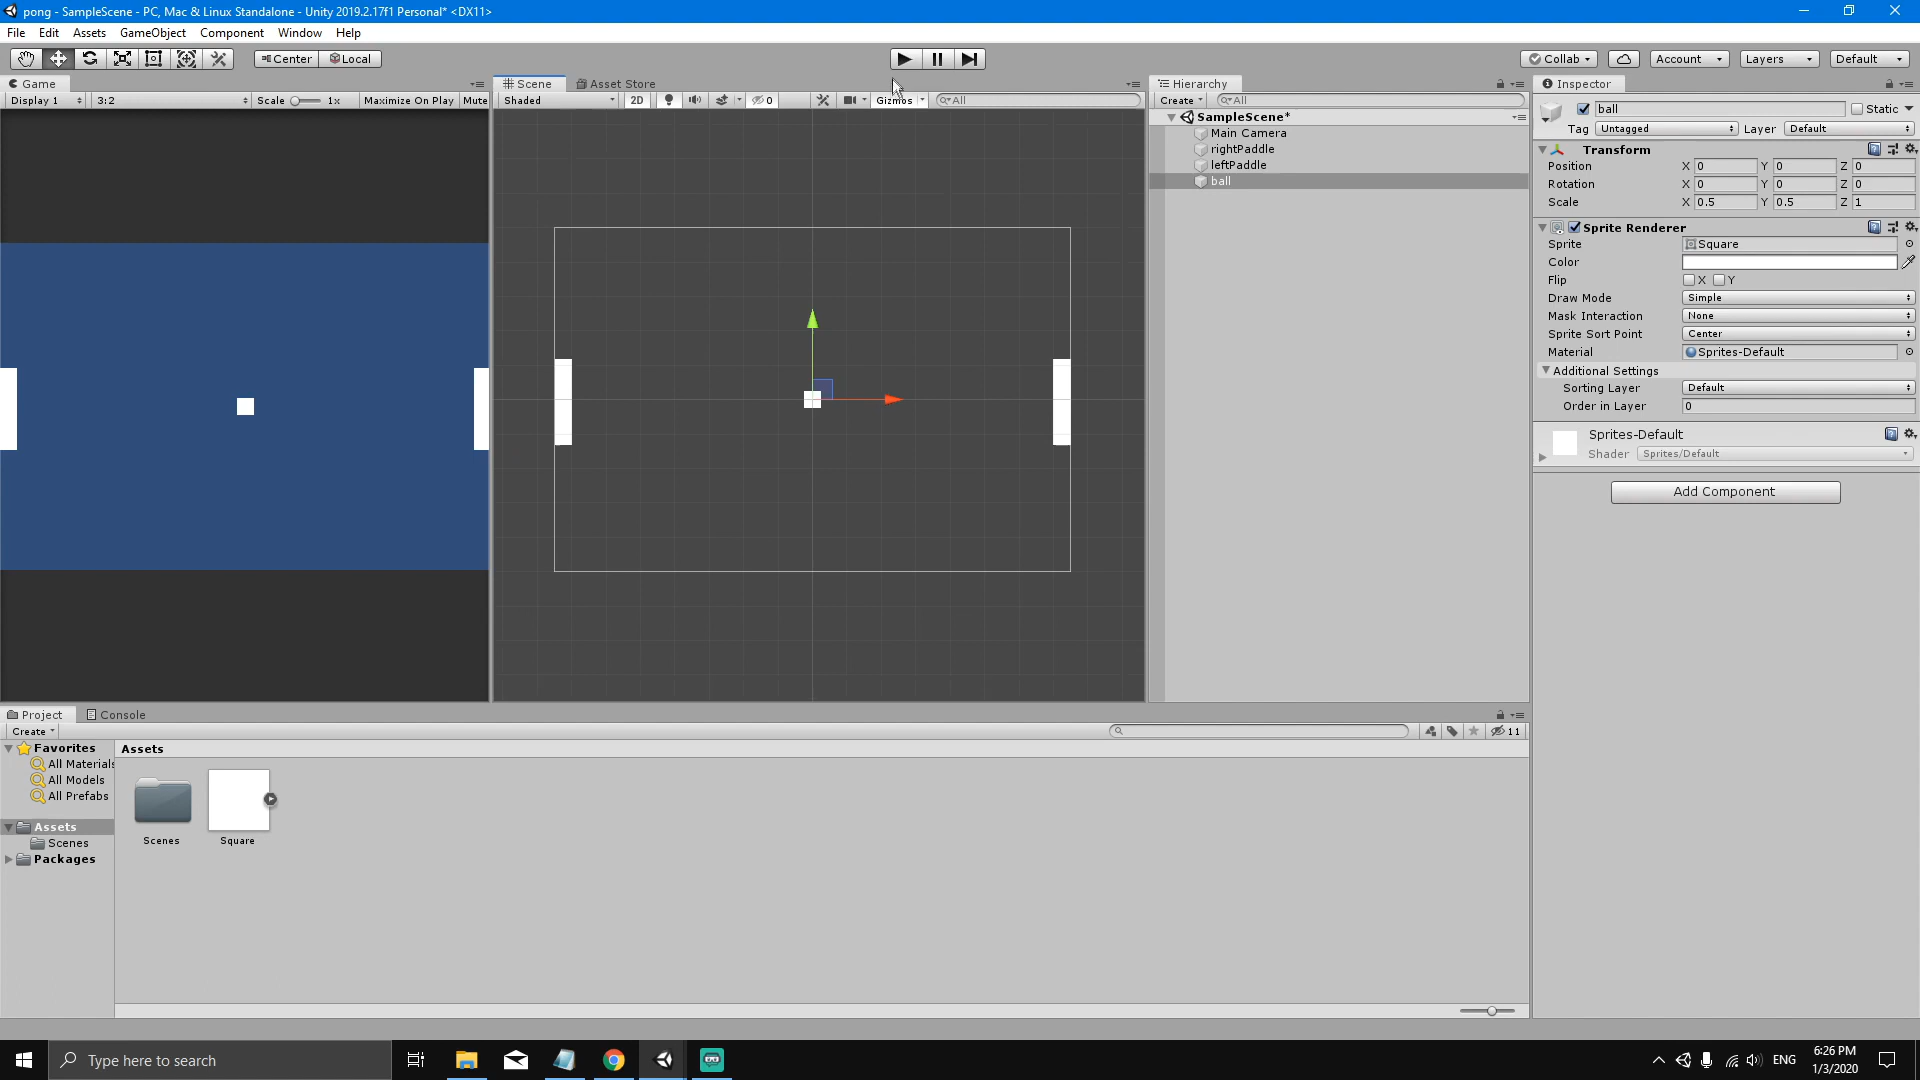 pong - SampleScene - PC, Mac & Linux Standalone - Unity 2019.2.17f1 Personal* <DX11>
File Edit Assets GameObject Component Window Help
Center Local Collab Account Layers Default
Game
Display 1 3:2 Scale 1x Maximize On Play Mute
Scene Asset Store
Shaded 2D 0 Gizmos All
Hierarchy
Create All
SampleScene*
Main Camera
rightPaddle
leftPaddle
ball
Inspector
ball Static
Tag Untagged Layer Default
Transform
Position X 0 Y 0 Z 0
Rotation X 0 Y 0 Z 0
Scale X 0.5 Y 0.5 Z 1
Sprite Renderer
Sprite Square
Color
Flip X Y
Draw Mode Simple
Mask Interaction None
Sprite Sort Point Center
Material Sprites-Default
Additional Settings
Sorting Layer Default
Order in Layer 0
Sprites-Default
Shader Sprites/Default
Add Component
Project Console
Create 11
Favorites
All Materials
All Models
All Prefabs
Assets
Scenes
Packages
Assets
Scenes Square
Type here to search
ENG
6:26 PM
1/3/2020